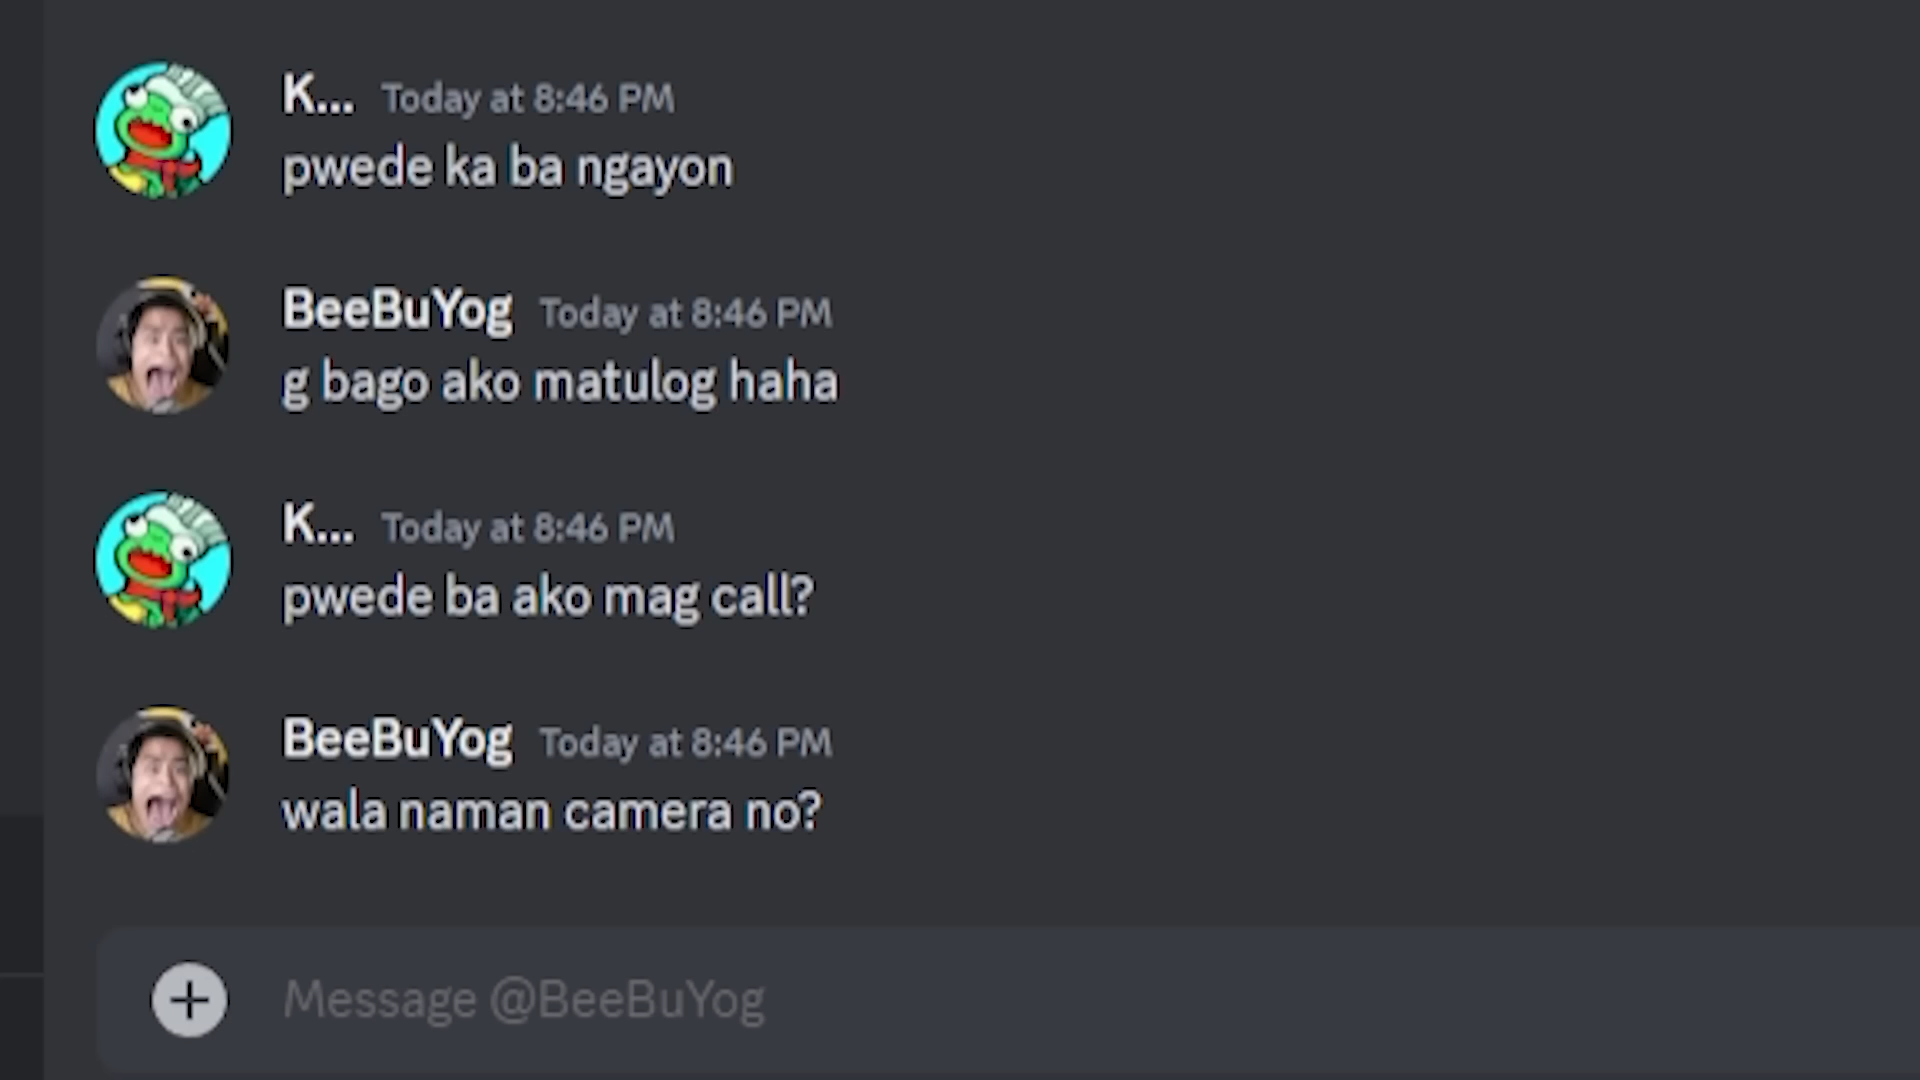 K... Today at 8:46 PM
pwede ka ba ngayon
BeeBuYog Today at 8:46 PM
g bago ako matulog haha
K... Today at 8:46 PM
pwede ba ako mag call?
BeeBuYog Today at 8:46 PM
wala naman camera no?
Message @BeeBuYog